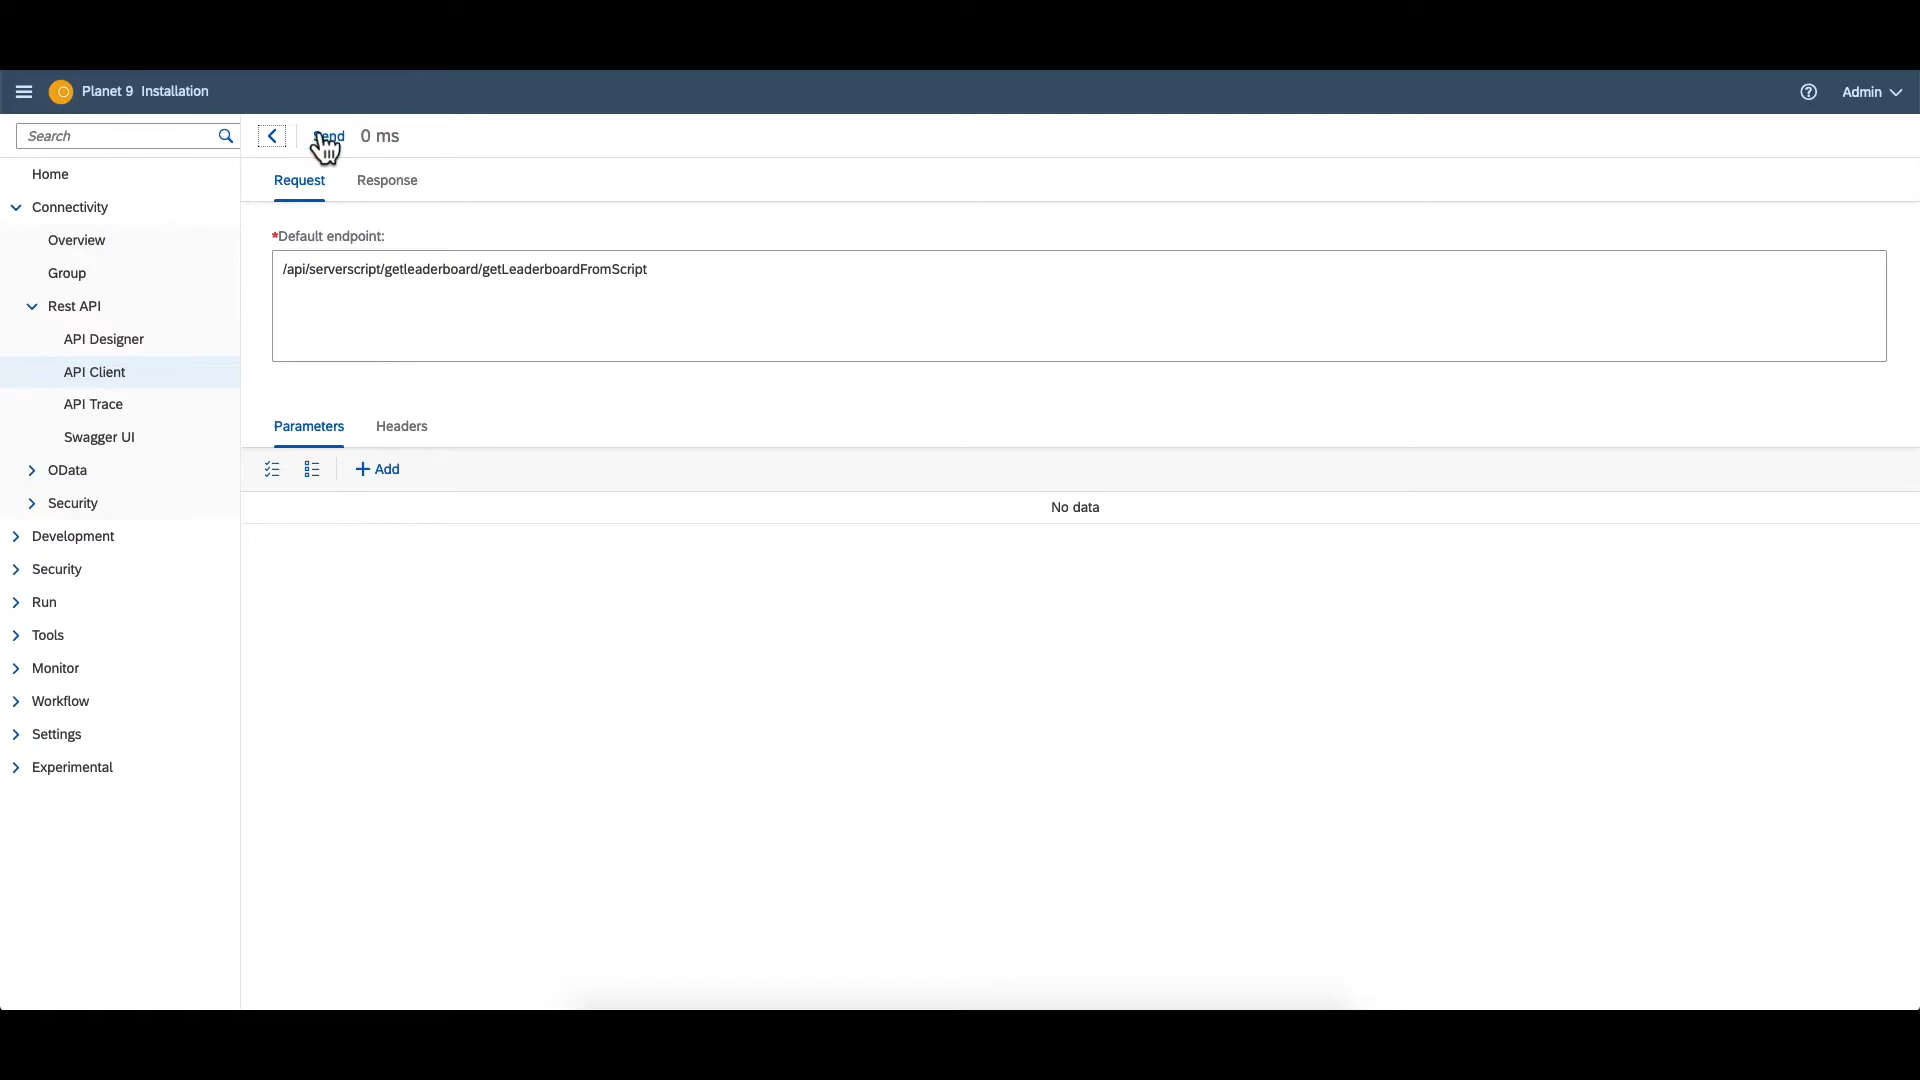 Planet 9 Installation
Admin
Search
0 ms
Home
Request
Response
Connectivity
Overview
*Default endpoint:
Group
/api/serverscript/getleaderboard/getLeaderboardFromScript
Rest API
API Designer
API Client
API Trace
Swagger UI
Parameters
Headers
OData
Add
Security
No data
Development
Security
Run
Tools
Monitor
Workflow
Settings
Experimental